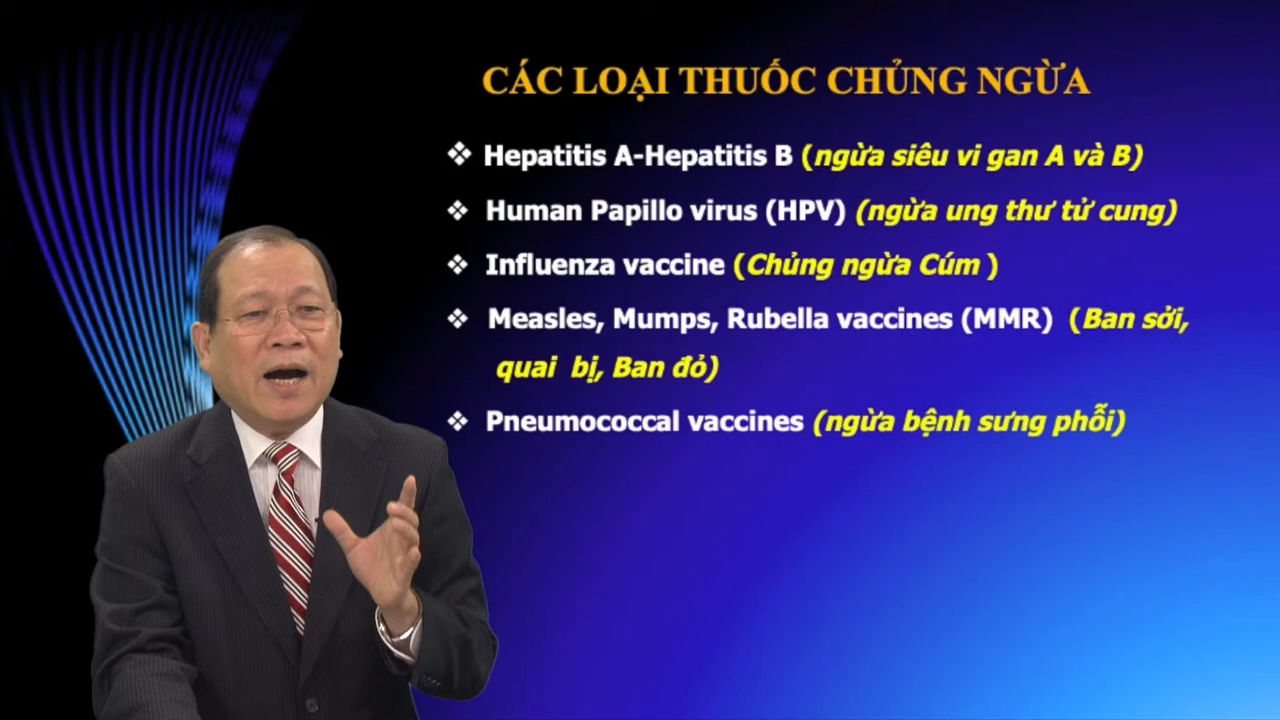 CÁC LOẠI THUỐC CHỦNG NGỪA
❖ Hepatitis A-Hepatitis B (ngừa siêu vi gan A và B)
❖ Human Papillo virus (HPV) (ngừa ung thư tử cung)
❖ Influenza vaccine (Chủng ngừa Cúm )
❖ Measles, Mumps, Rubella vaccines (MMR) (Ban sởi,
quai bị, Ban đỏ)
❖ Pneumococcal vaccines (ngừa bệnh sưng phỗi)